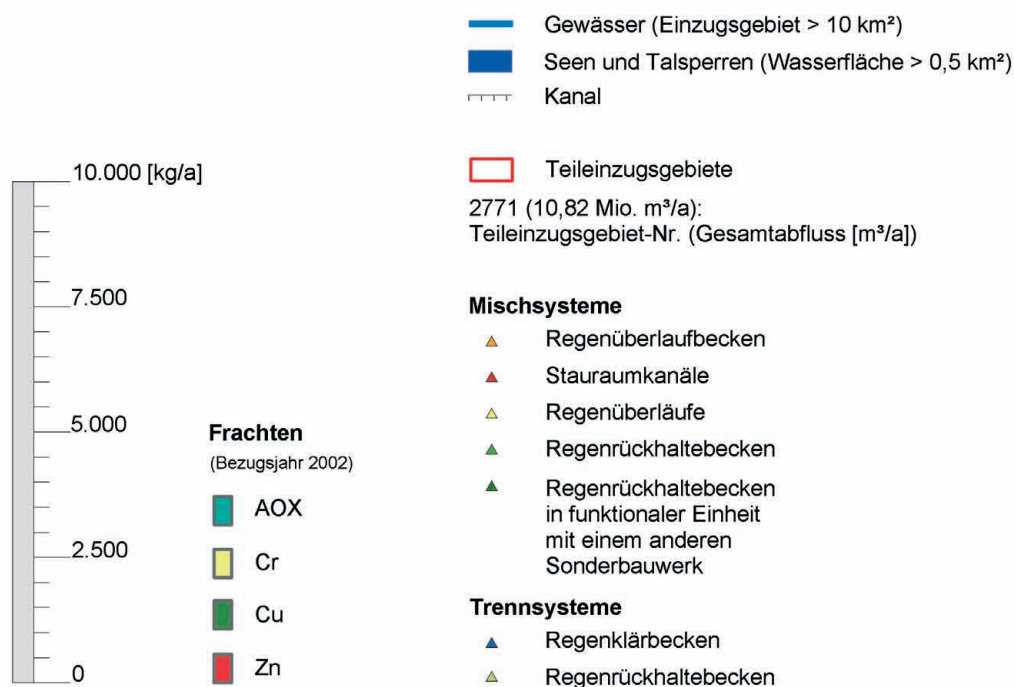 Gewässer (Einzugsgebiet > 10 km²)
Seen und Talsperren (Wasserfläche > 0,5 km²)
Kanal
10.000 [kg/a]
7.500
5.000
2.500
0
Frachten
(Bezugsjahr 2002)
AOX
Cr
Cu
Zn
Teileinzugsgebiete
2771 (10,82 Mio. m³/a):
Teileinzugsgebiet-Nr. (Gesamtabfluss [m³/a])
Mischsysteme
Regenüberlaufbecken
Stauraumkanäle
Regenüberläufe
Regenrückhaltebecken
Regenrückhaltebecken
in funktionaler Einheit
mit einem anderen
Sonderbauwerk
Trennsysteme
Regenklärbecken
Regenrückhaltebecken